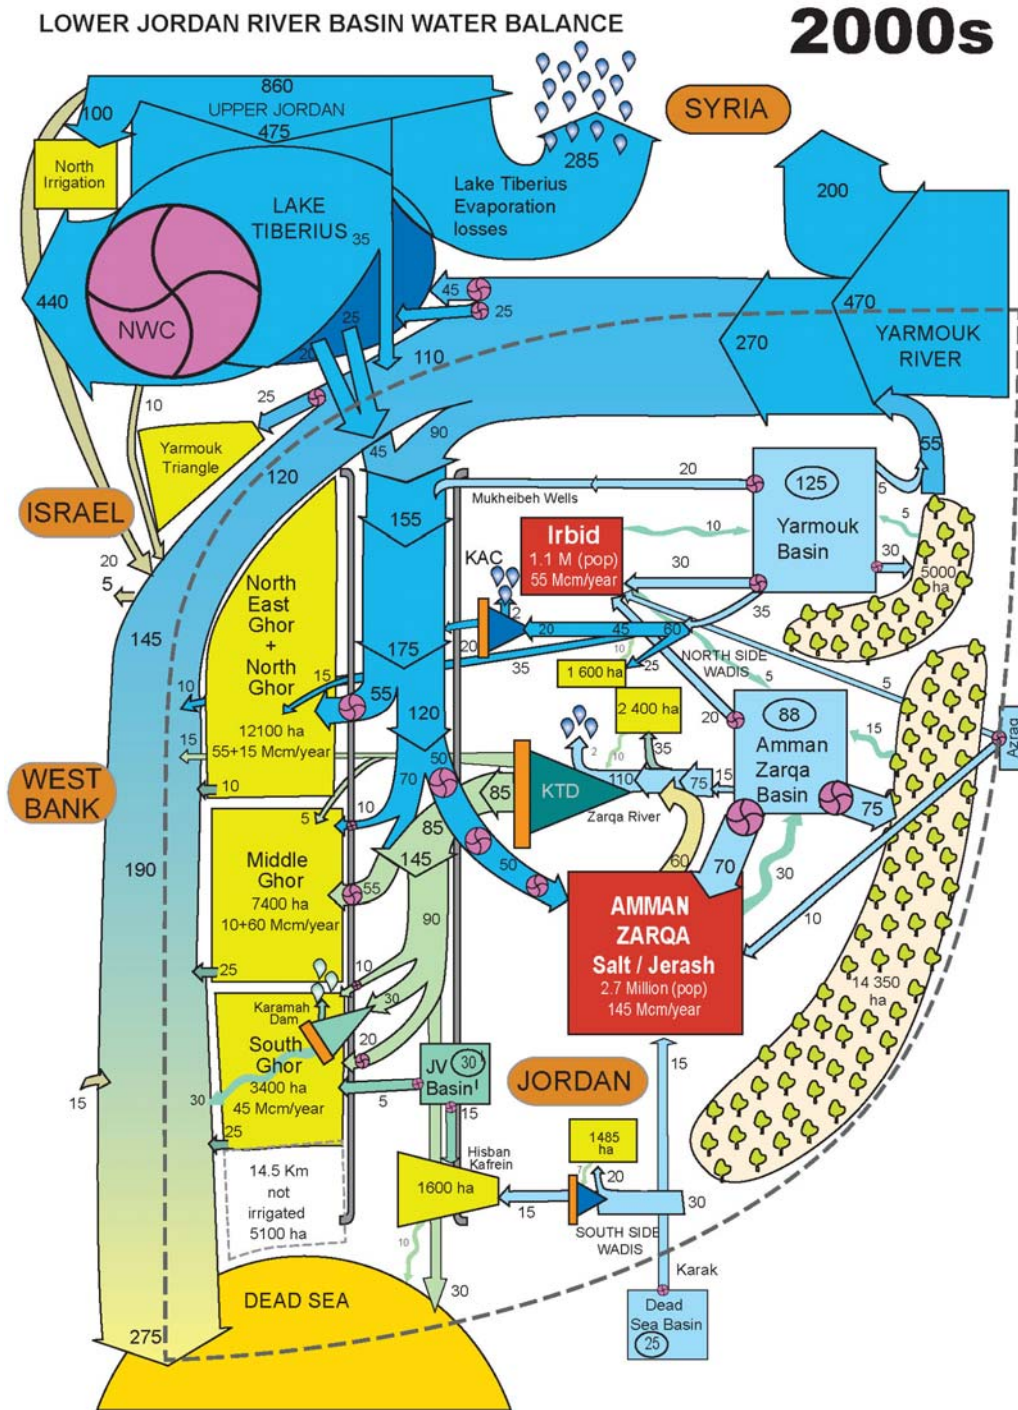 LOWER JORDAN RIVER BASIN WATER BALANCE
2000s
860
UPPER JORDAN
100
475
SYRIA
285
North
Irrigation
Lake Tiberius
Evaporation
losses
LAKE
TIBERIUS
35
200
440
NWC
45
25
25
20
110
470
270
YARMOUK
RIVER
10
25
90
45
55
Yarmouk
Triangle
120
20
125
5
Mukheibeh Wells
ISRAEL
155
Irbid
1.1 M (pop)
55 Mcm/year
10
Yarmouk
Basin
5
30
5000
ha
20
5
KAC
30
35
North
East
Ghor
+
North
Ghor
12100 ha
55+15 Mcm/year
2
145
20
45
60
175
20
35
10
NORTH SIDE
WADIS
1 600 ha
25
5
5
15
10
55
120
2 400 ha
20
88
Amman
Zarqa
Basin
15
Azraq
WEST
BANK
15
50
2
10
35
10
70
85
KTD
110
75
15
75
Zarqa River
5
10
85
70
Middle
Ghor
7400 ha
10+60 Mcm/year
190
145
50
60
30
55
90
AMMAN
ZARQA
Salt / Jerash
2.7 Million (pop)
145 Mcm/year
10
25
10
14 350
ha
Karamah
Dam
30
South
Ghor
3400 ha
45 Mcm/year
20
JV
Basin
30
JORDAN
15
15
30
5
15
25
1485
ha
Hisban
Kafrein
14.5 Km
not
irrigated
5100 ha
1600 ha
7
20
15
30
SOUTH SIDE
WADIS
10
Karak
DEAD SEA
30
Dead
Sea Basin
25
275